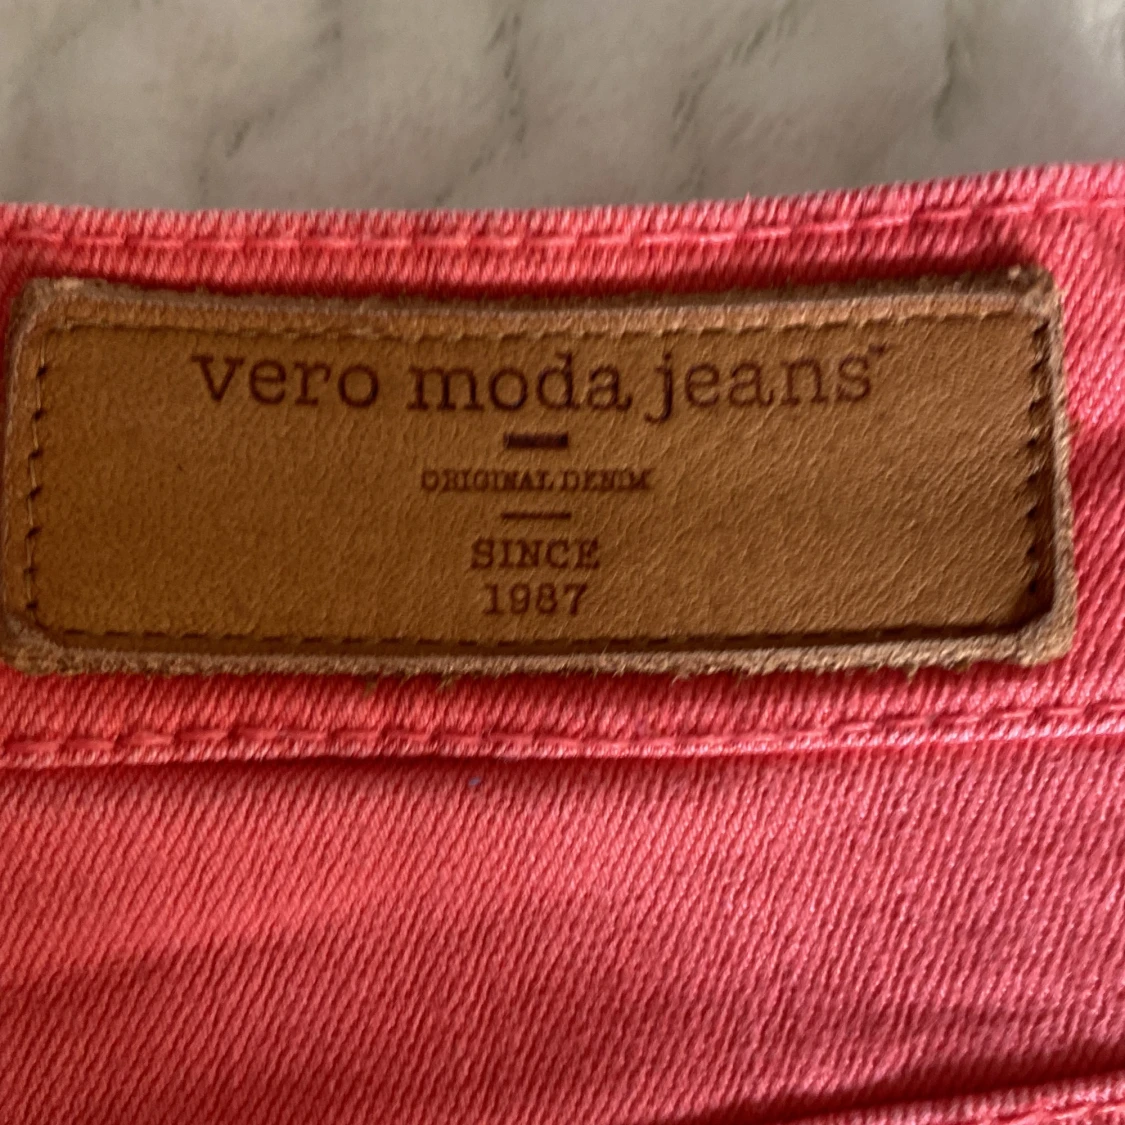 vero moda jeans
ORIGINAL DENIM
SINCE
1987